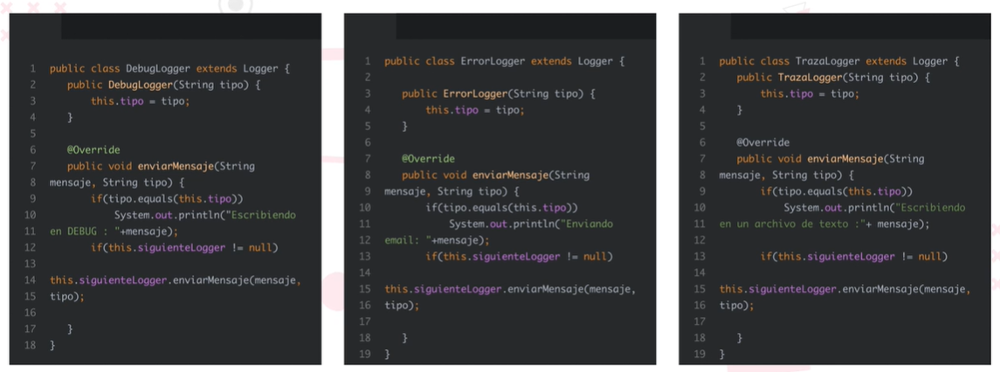 1 public class DebugLogger extends Logger {
2 public DebugLogger(String tipo) {
3 this.tipo = tipo;
4 }
5
6 @Override
7 public void enviarMensaje(String
8 mensaje, String tipo) {
9 if(tipo.equals(this.tipo))
10 System.out.println("Escribiendo
11 en DEBUG : "+mensaje);
12 if(this.siguienteLogger != null)
13
14 this.siguienteLogger.enviarMensaje(mensaje,
15 tipo);
16
17 }
18 }
1 public class ErrorLogger extends Logger {
2
3 public ErrorLogger(String tipo) {
4 this.tipo = tipo;
5 }
6
7 @Override
8 public void enviarMensaje(String
9 mensaje, String tipo) {
10 if(tipo.equals(this.tipo))
11 System.out.println("Enviando
12 email: "+mensaje);
13 if(this.siguienteLogger != null)
14
15 this.siguienteLogger.enviarMensaje(mensaje,
16 tipo);
17
18 }
19 }
1 public class TrazaLogger extends Logger {
2 public TrazaLogger(String tipo) {
3 this.tipo = tipo;
4 }
5
6 @Override
7 public void enviarMensaje(String
8 mensaje, String tipo) {
9 if(tipo.equals(this.tipo))
10 System.out.println("Escribiendo
11 en un archivo de texto :"+ mensaje);
12
13 if(this.siguienteLogger != null)
14
15 this.siguienteLogger.enviarMensaje(mensaje,
16 tipo);
17
18 }
19 }